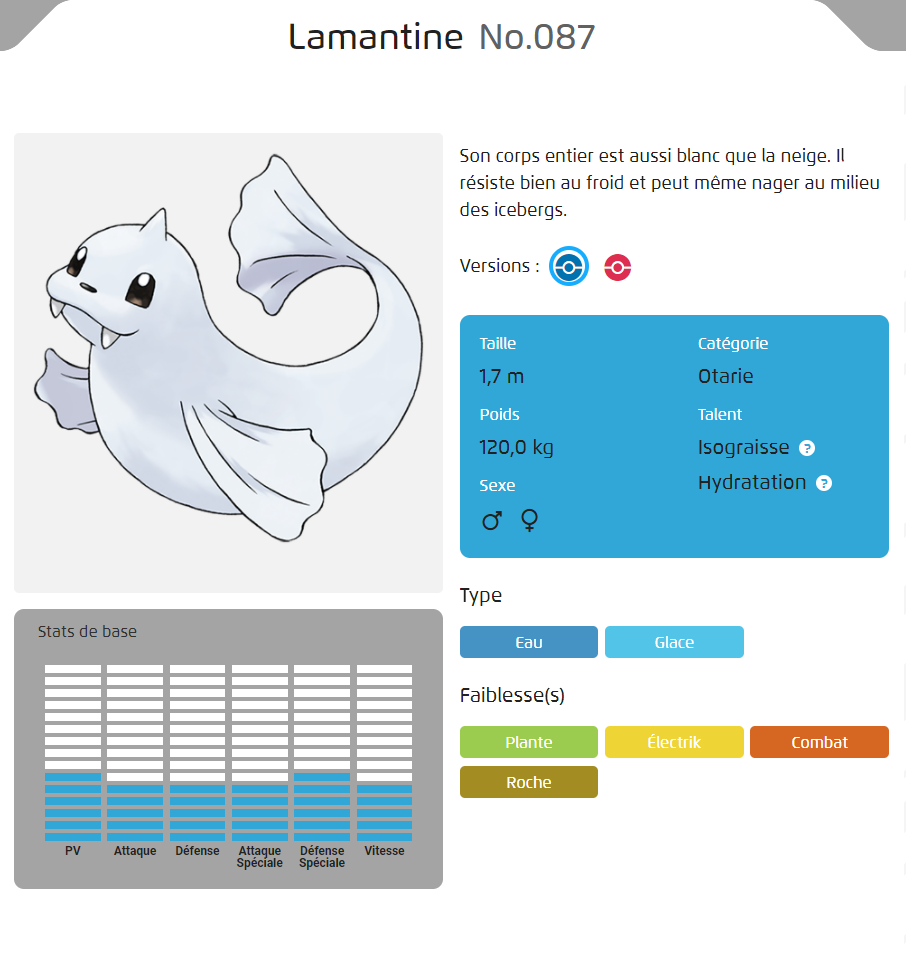 Lamantine No.087
Son corps entier est aussi blanc que la neige. Il
résiste bien au froid et peut même nager au milieu
des icebergs.
Versions :
Taille
1,7 m
Poids
120,0 kg
Sexe
Catégorie
Otarie
Talent
Isograisse ?
Hydratation ?
Type
Eau
Glace
Faiblesse(s)
Plante
Électrik
Combat
Roche
Stats de base
PV
Attaque
Défense
Attaque
Spéciale
Défense
Spéciale
Vitesse